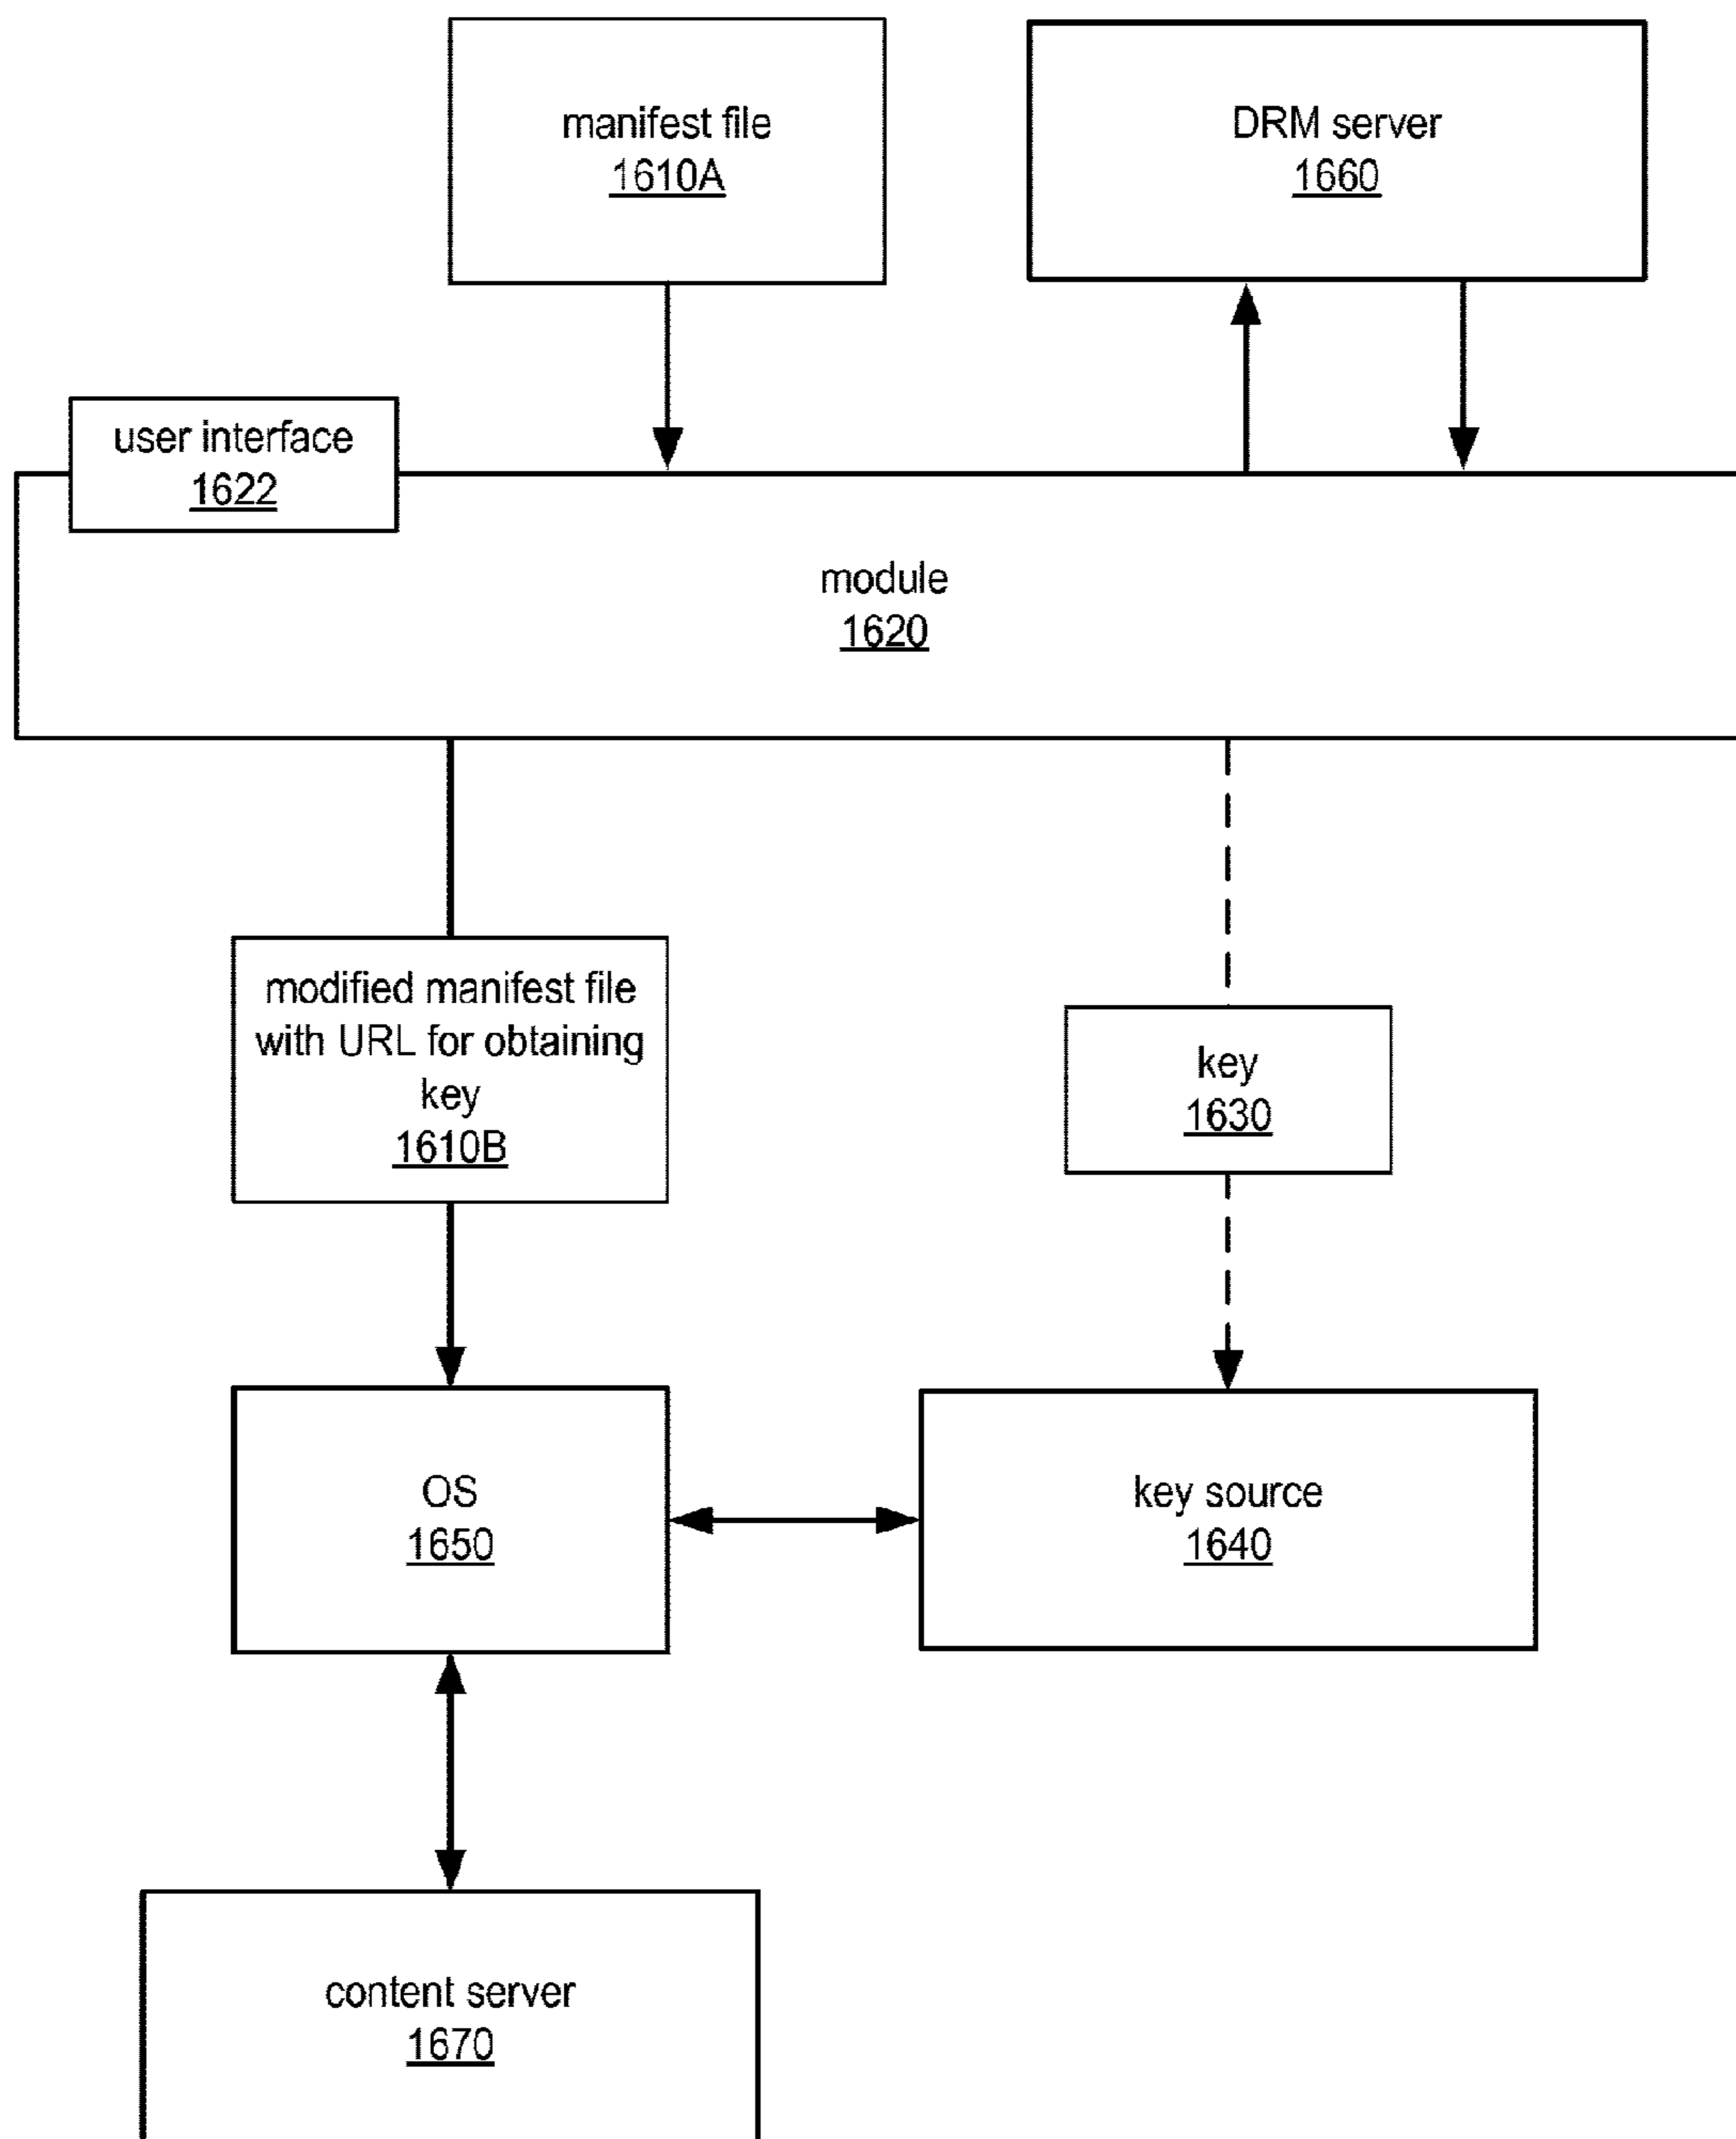 manifest file
1610A
DRM server
1660
user interface
1622
module
1620
modified manifest file
with URL for obtaining
key
1610B
key
1630
OS
1650
key source
1640
content server
1670